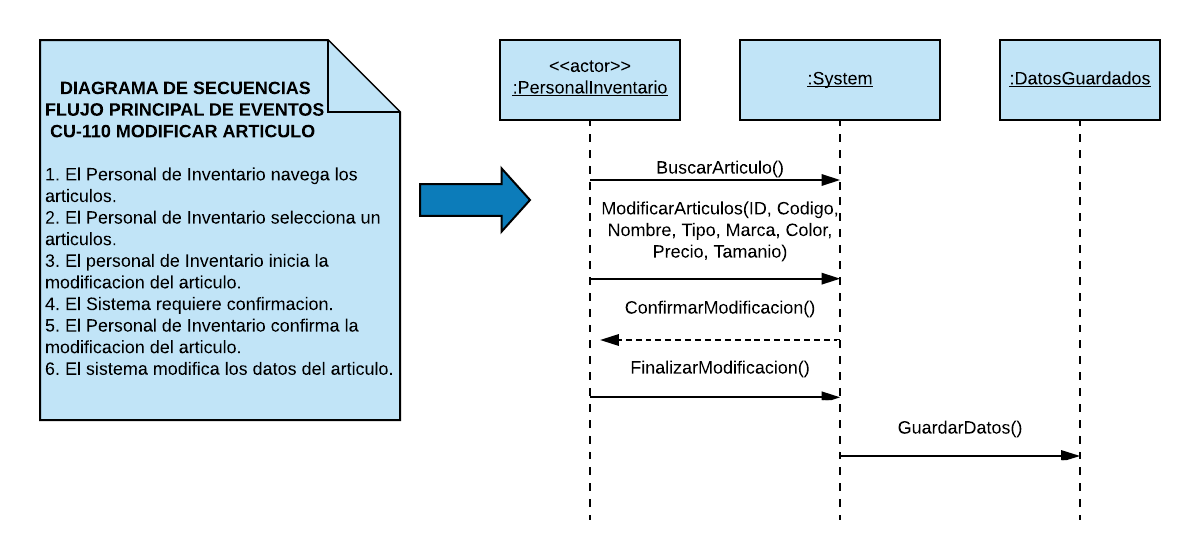 DIAGRAMA DE SECUENCIAS
FLUJO PRINCIPAL DE EVENTOS
CU-110 MODIFICAR ARTICULO
1. El Personal de Inventario navega los
articulos.
2. El Personal de Inventario selecciona un
articulos.
3. El personal de Inventario inicia la
modificacion del articulo.
4. El Sistema requiere confirmacion.
5. El Personal de Inventario confirma la
modificacion del articulo.
6. El sistema modifica los datos del articulo.
<<actor>>
:PersonalInventario
:System
:DatosGuardados
BuscarArticulo()
ModificarArticulos(ID, Codigo,
Nombre, Tipo, Marca, Color,
Precio, Tamanio)
ConfirmarModificacion()
FinalizarModificacion()
GuardarDatos()